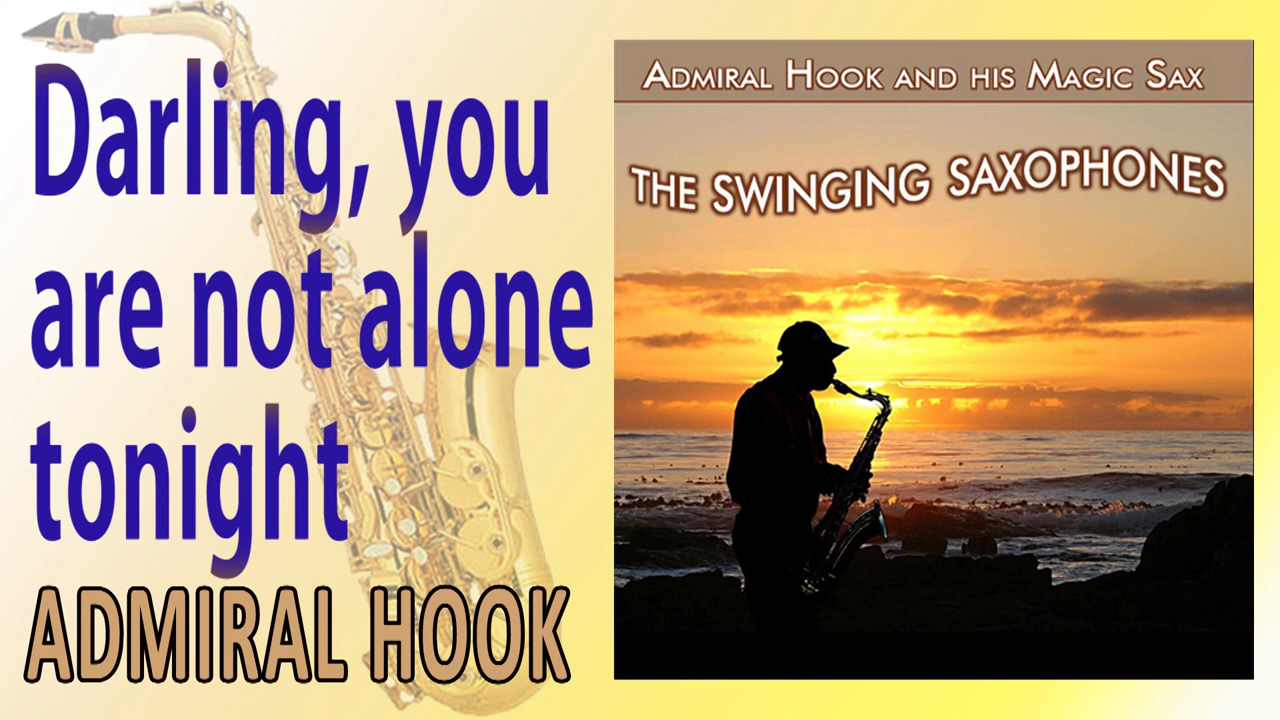 Darling, you
are not alone
tonight
ADMIRAL HOOK
ADMIRAL HOOK AND HIS MAGIC SAX
THE SWINGING SAXOPHONES